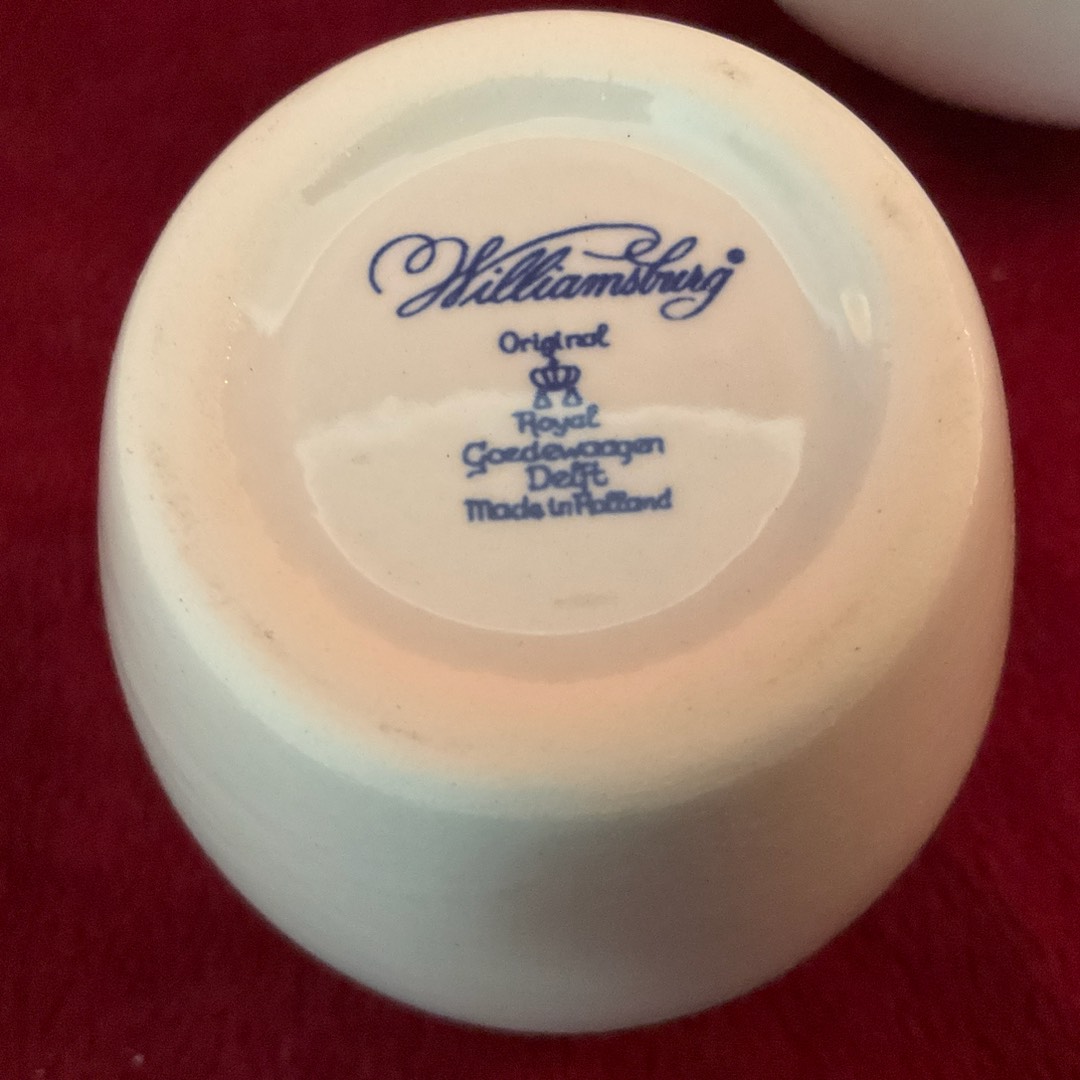 Williamsburg
Original
Royal
Goedewaagen
Delft
Made in Holland